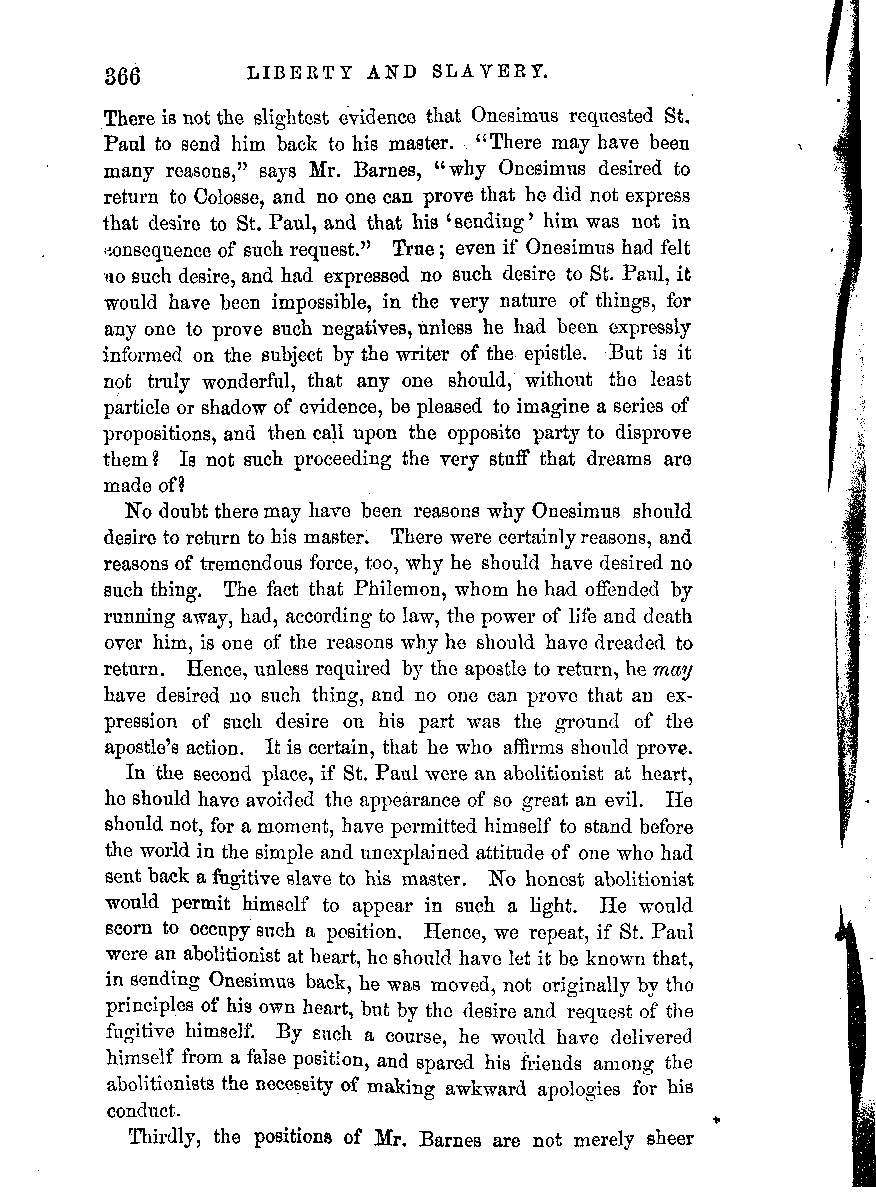 366 LIBERTY AND SLAVERY.
There is not the slightest evidence that Onesimus requested St.
Paul to send him back to his master. “There may have been
many reasons,” says Mr. Barnes, “why Onesimus desired to
return to Colosse, and no one can prove that he did not express
that desire to St. Paul, and that his ‘sending’ him was not in
consequence of such request.” True; even if Onesimus had felt
no such desire, and had expressed no such desire to St. Paul, it
would have been impossible, in the very nature of things, for
any one to prove such negatives, unless he had been expressly
informed on the subject by the writer of the epistle. But is it
not truly wonderful, that any one should, without the least
particle or shadow of evidence, be pleased to imagine a series of
propositions, and then call upon the opposite party to disprove
them? Is not such proceeding the very stuff that dreams are
made of?
No doubt there may have been reasons why Onesimus should
desire to return to his master. There were certainly reasons, and
reasons of tremendous force, too, why he should have desired no
such thing. The fact that Philemon, whom he had offended by
running away, had, according to law, the power of life and death
over him, is one of the reasons why he should have dreaded to
return. Hence, unless required by the apostle to return, he may
have desired no such thing, and no one can prove that an ex-
pression of such desire on his part was the ground of the
apostle’s action. It is certain, that he who affirms should prove.
In the second place, if St. Paul were an abolitionist at heart,
he should have avoided the appearance of so great an evil. He
should not, for a moment, have permitted himself to stand before
the world in the simple and unexplained attitude of one who had
sent back a fugitive slave to his master. No honest abolitionist
would permit himself to appear in such a light. He would
scorn to occupy such a position. Hence, we repeat, if St. Paul
were an abolitionist at heart, he should have let it be known that,
in sending Onesimus back, he was moved, not originally by the
principles of his own heart, but by the desire and request of the
fugitive himself. By such a course, he would have delivered
himself from a false position, and spared his friends among the
abolitionists the necessity of making awkward apologies for his
conduct.
Thirdly, the positions of Mr. Barnes are not merely sheer